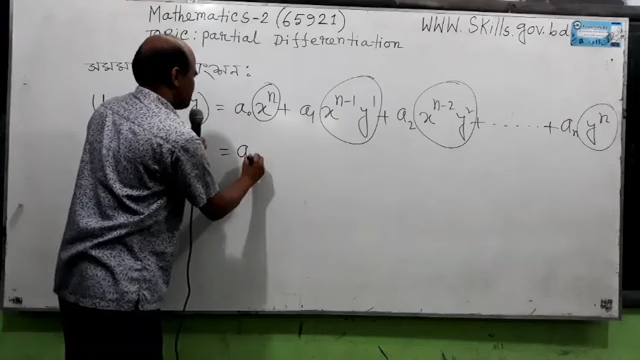 Mathematics-2 (65921)
WWW.Skills.gov.bd
Topic: partial Differentiation
y) = a₀xⁿ + a₁xⁿ⁻¹y¹ + a₂xⁿ⁻²y² + ...... + aₙyⁿ
= a